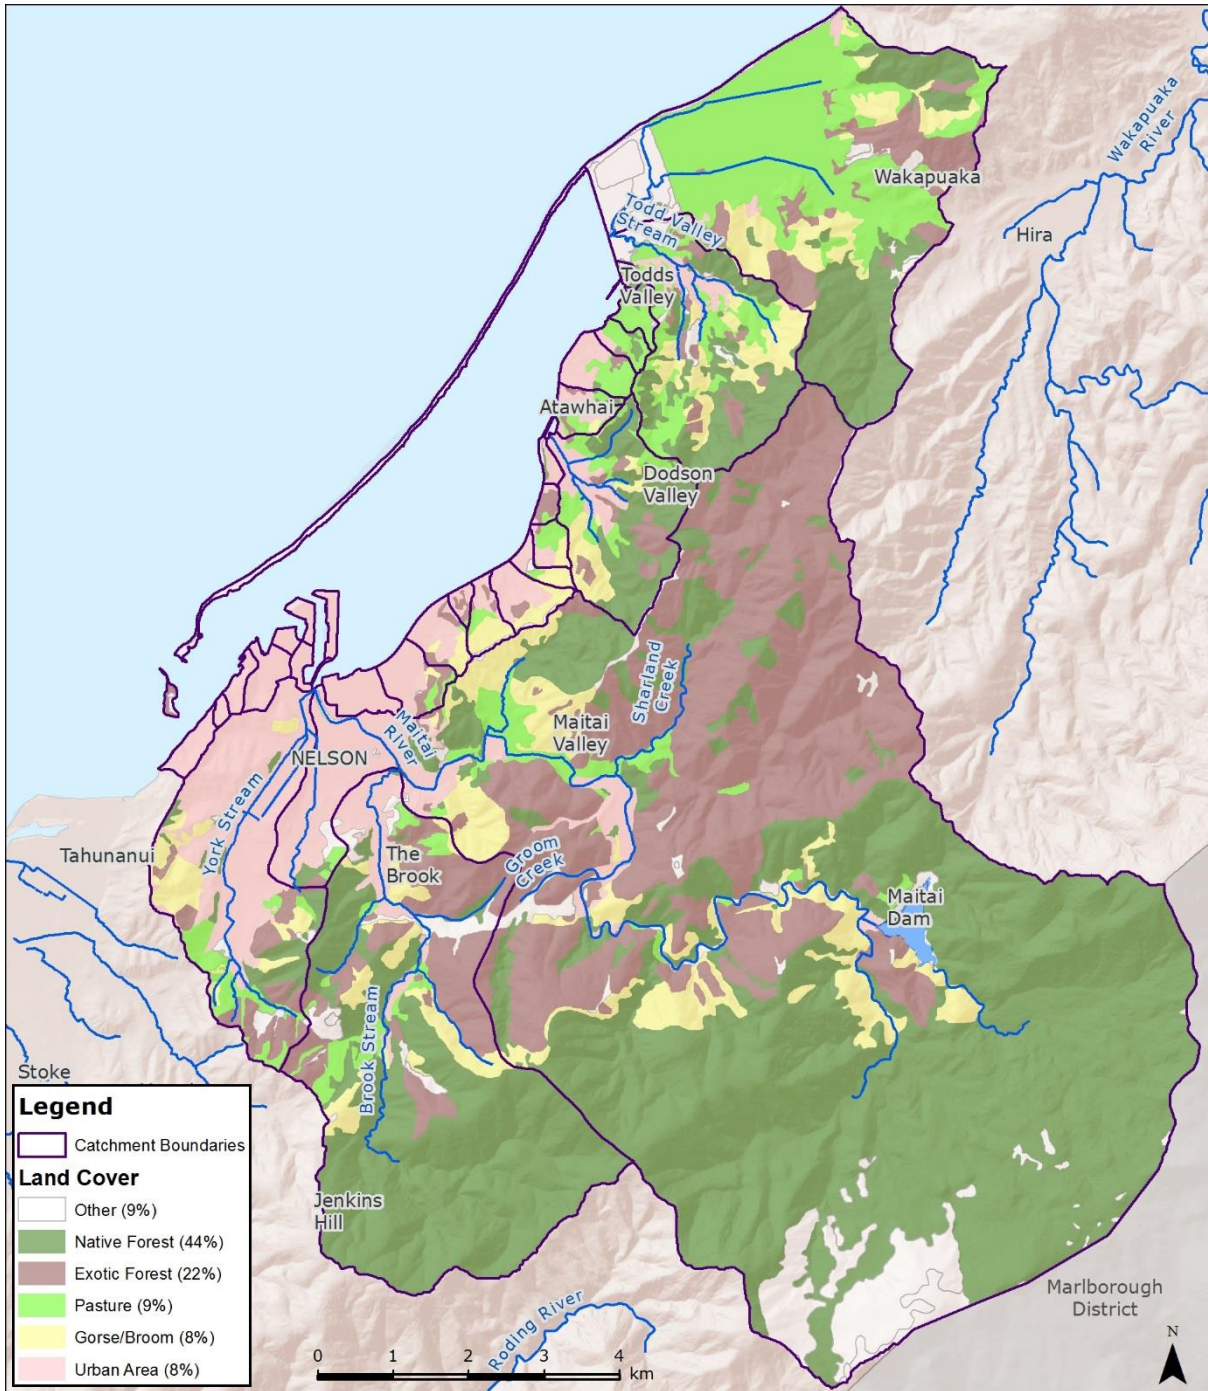 Wakapuaka
River
Wakapuaka
Hira
Todd Valley
Stream
Todds
Valley
Atawhai
Dodson
Valley
Sharland
Creek
Maitai
Valley
Maitai
River
NELSON
York Stream
Tahunanui
The
Brook
Groom
Creek
Maitai
Dam
Brook Stream
Stoke
Jenkins
Hill
Roding River
Marlborough
District
Legend
Catchment Boundaries
Land Cover
Other (9%)
Native Forest (44%)
Exotic Forest (22%)
Pasture (9%)
Gorse/Broom (8%)
Urban Area (8%)
0 1 2 3 4
km
N